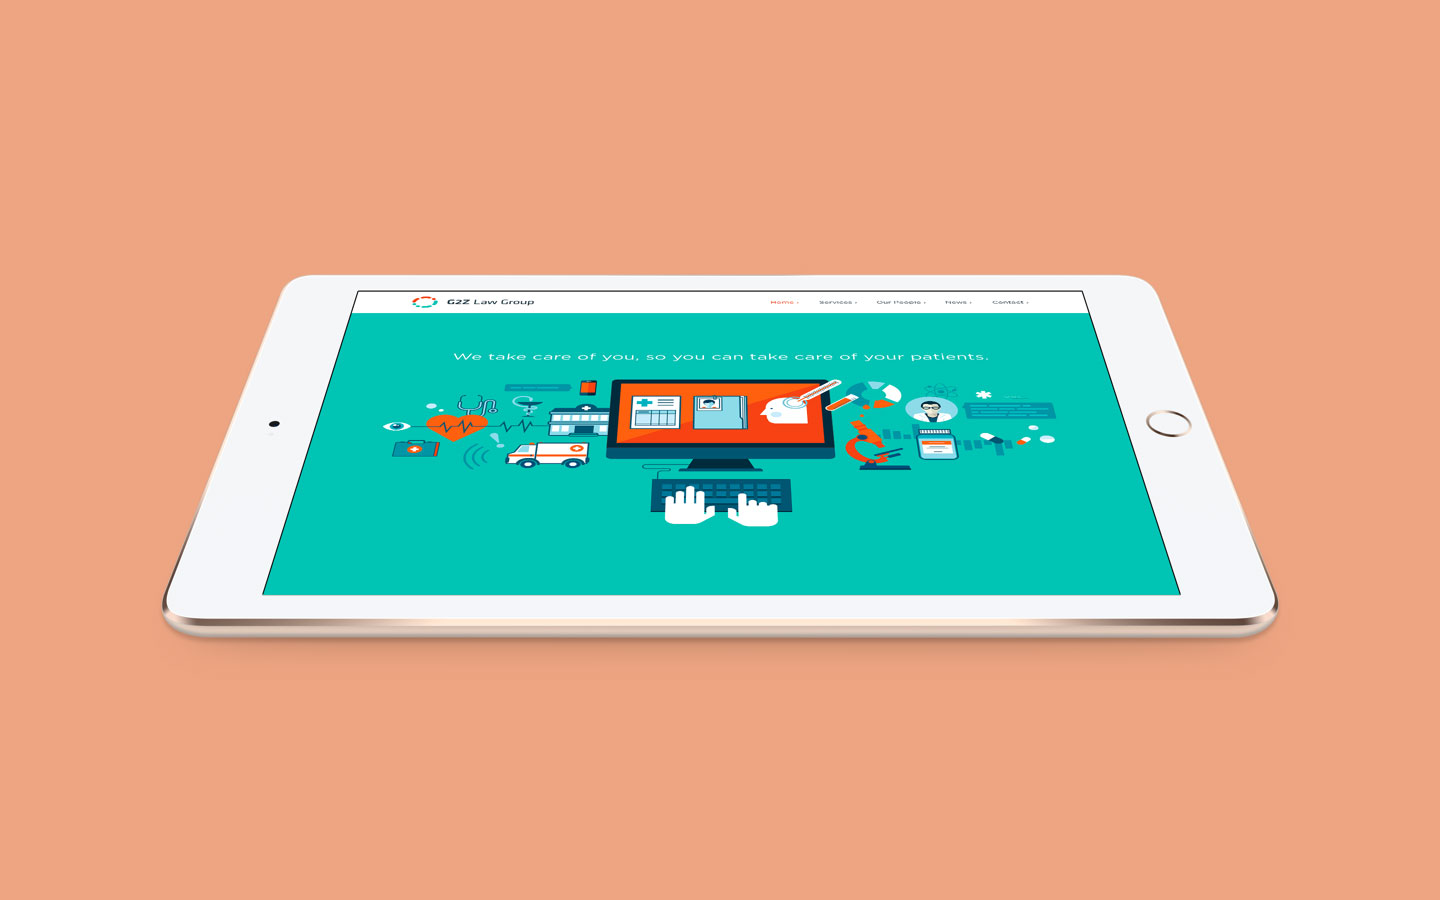 G2Z Law Group
Home › Services › Our People › News › Contact ›
We take care of you, so you can take care of your patients.